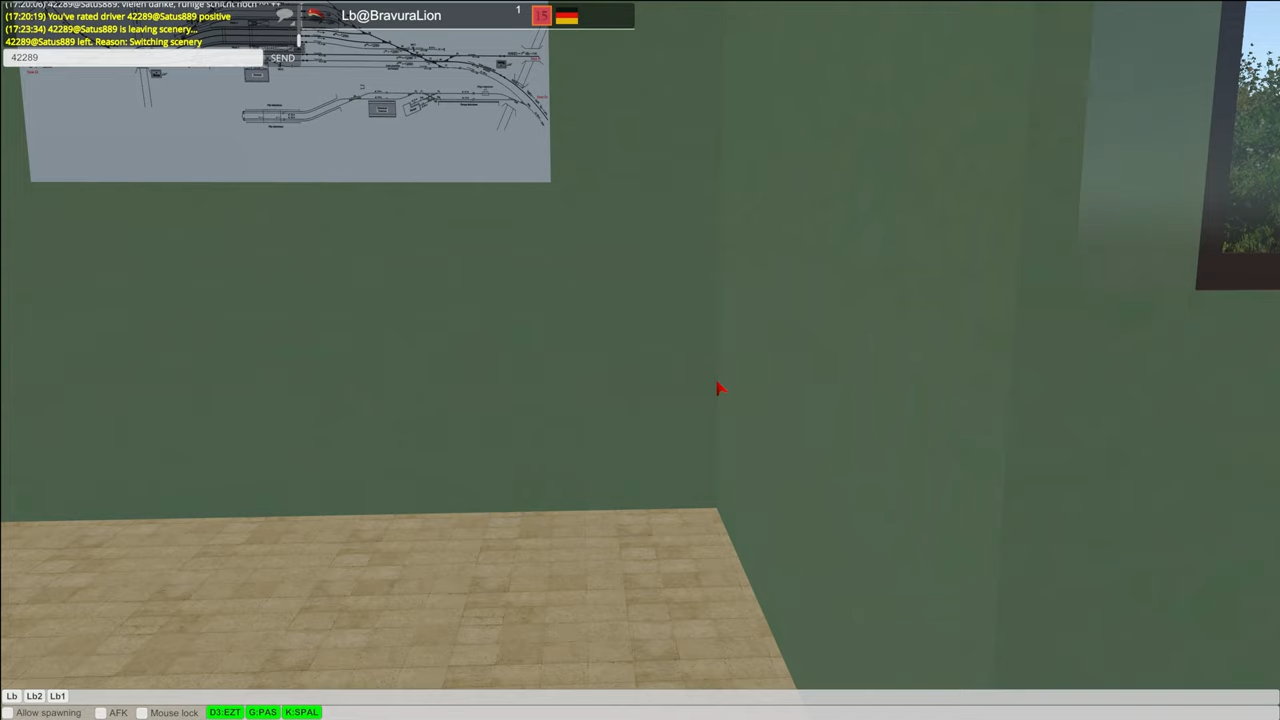 (17:20:06) 42289@Satus889: vielen danke, ruhige schicht noch ^^ ++
(17:20:19) You've rated driver 42289@Satus889 positive
(17:23:34) 42289@Satus889 is leaving scenery...
42289@Satus889 left. Reason: Switching scenery
42289 SEND
Lb@BravuraLion 1 15
Lb Lb2 Lb1
Allow spawning AFK Mouse lock D3:EZT G:PAS K:SPAL